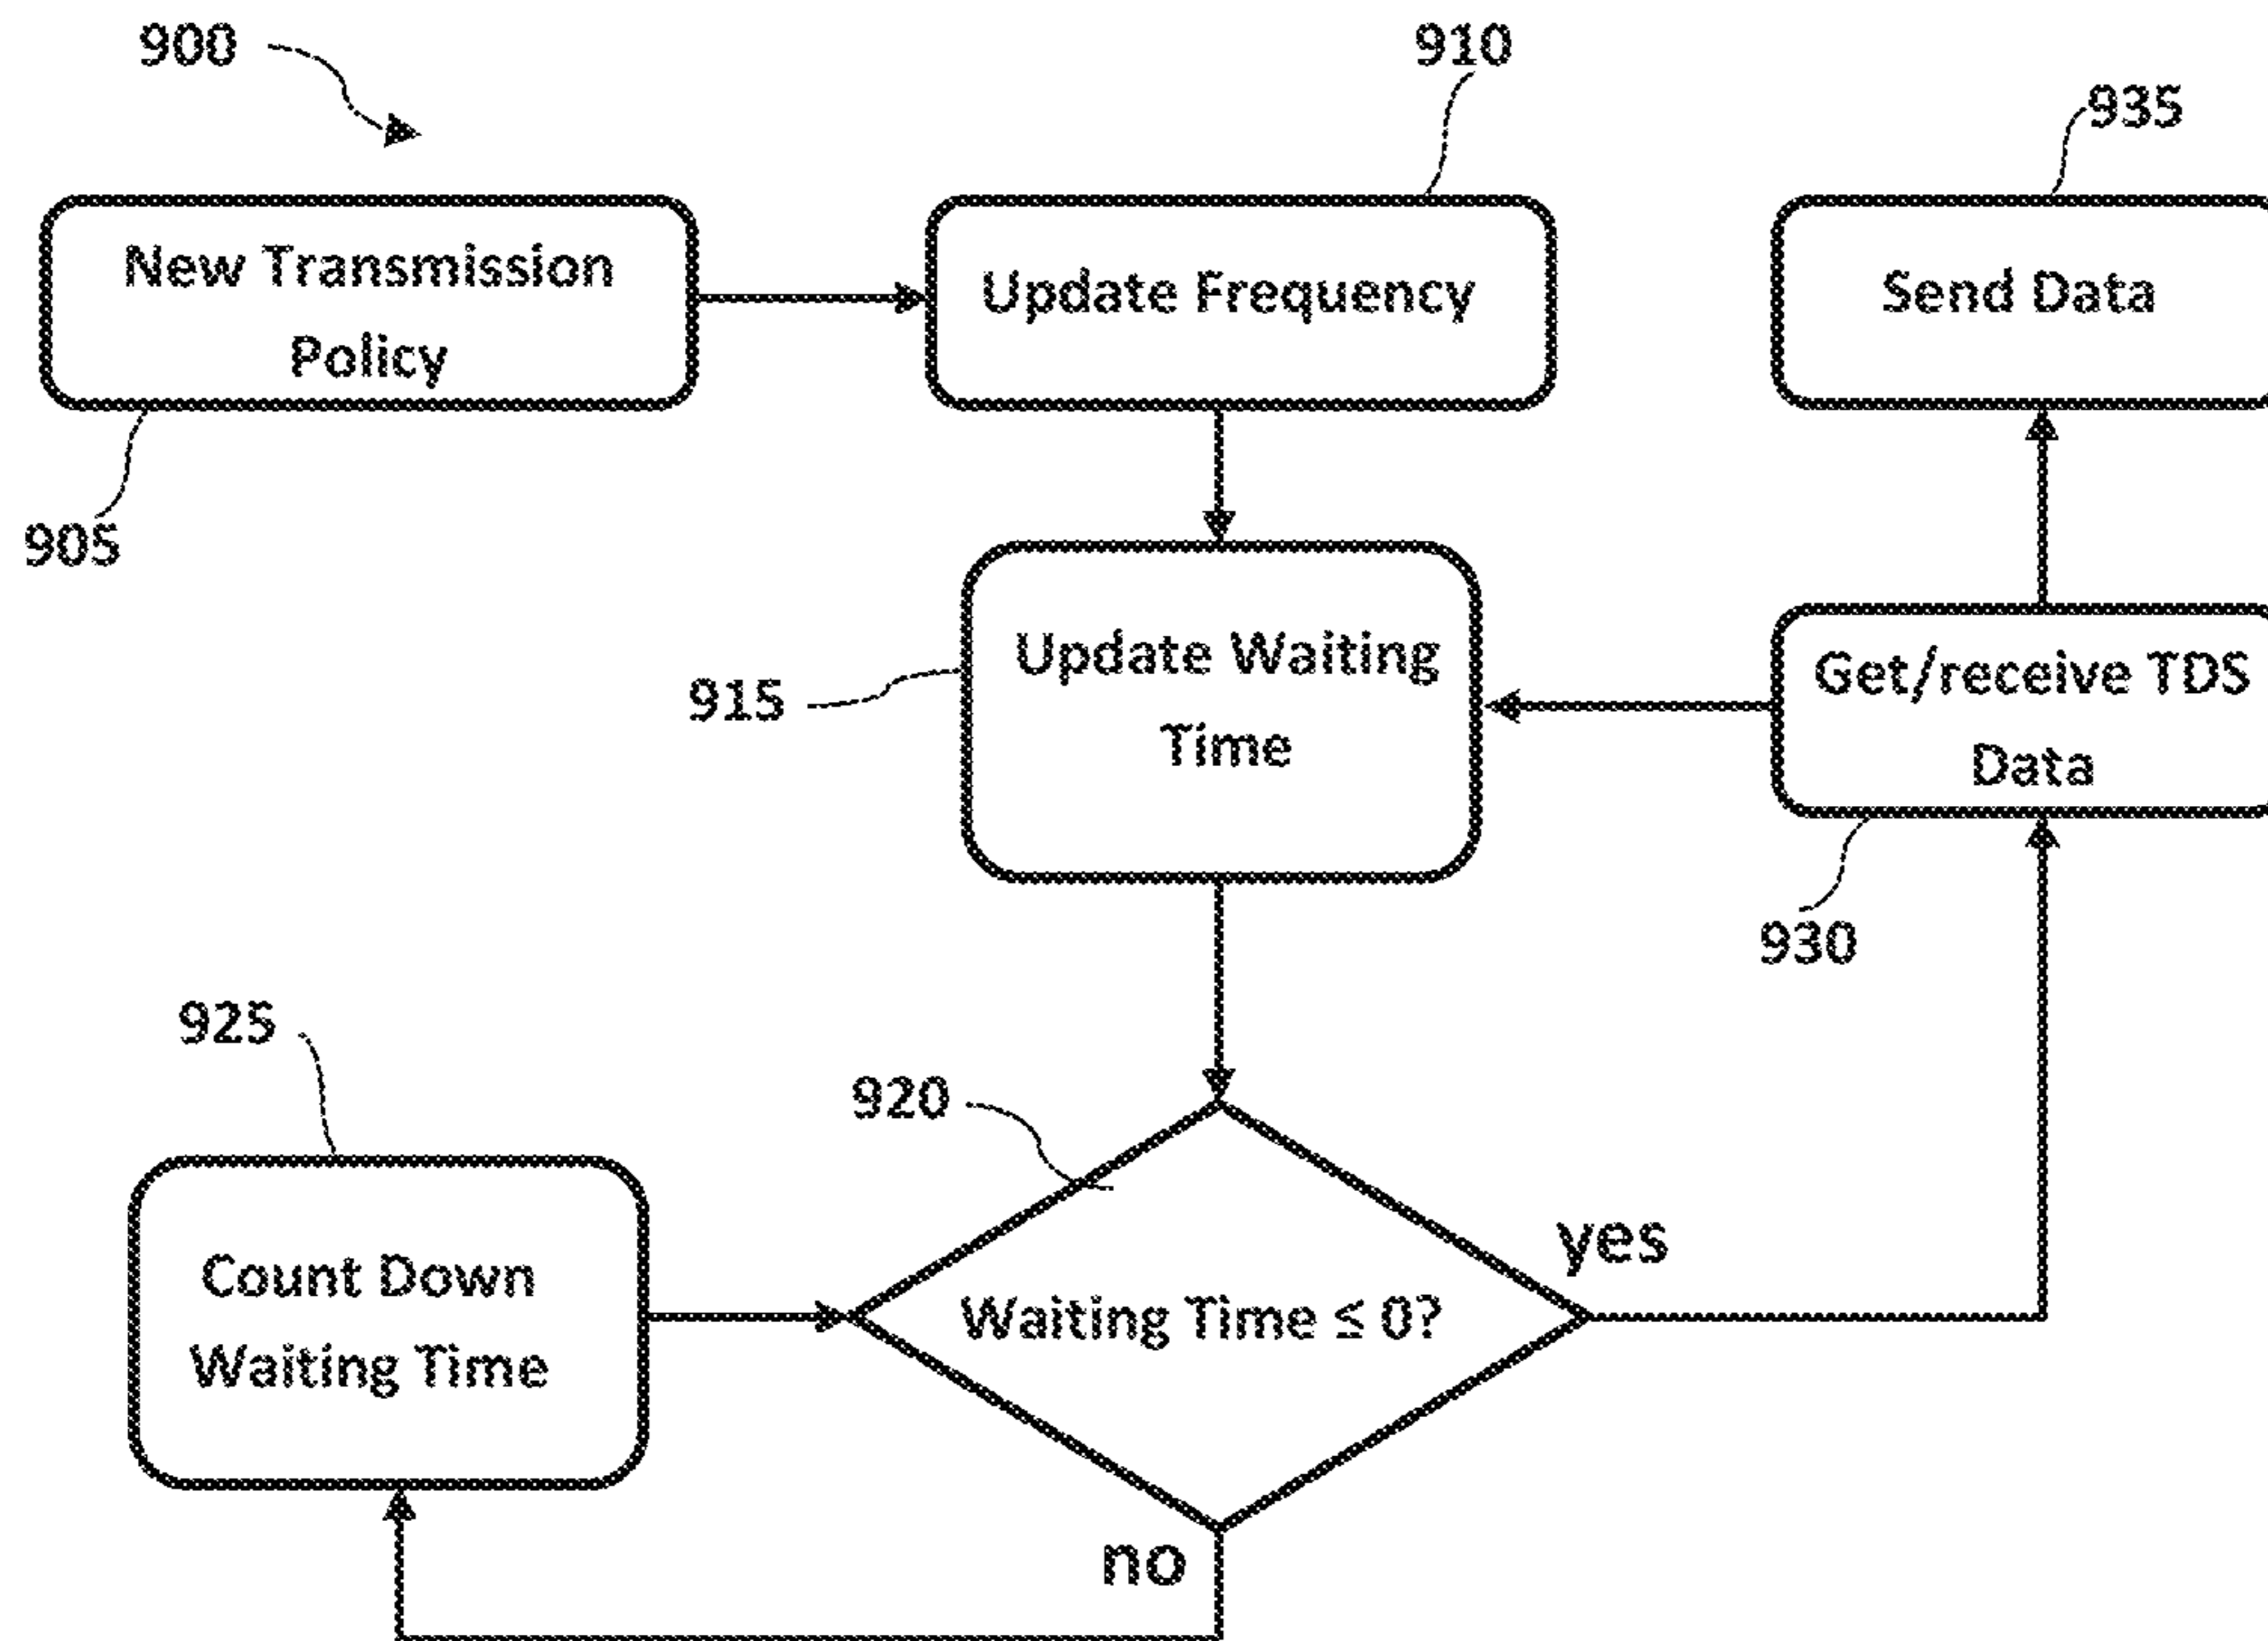 900
910
935
New Transmission
Policy
Update Frequency
Send Data
905
Update Waiting
Time
915
Get/receive TDS
Data
930
925
920
Count Down
Waiting Time
Waiting Time ≤ 0?
yes
no